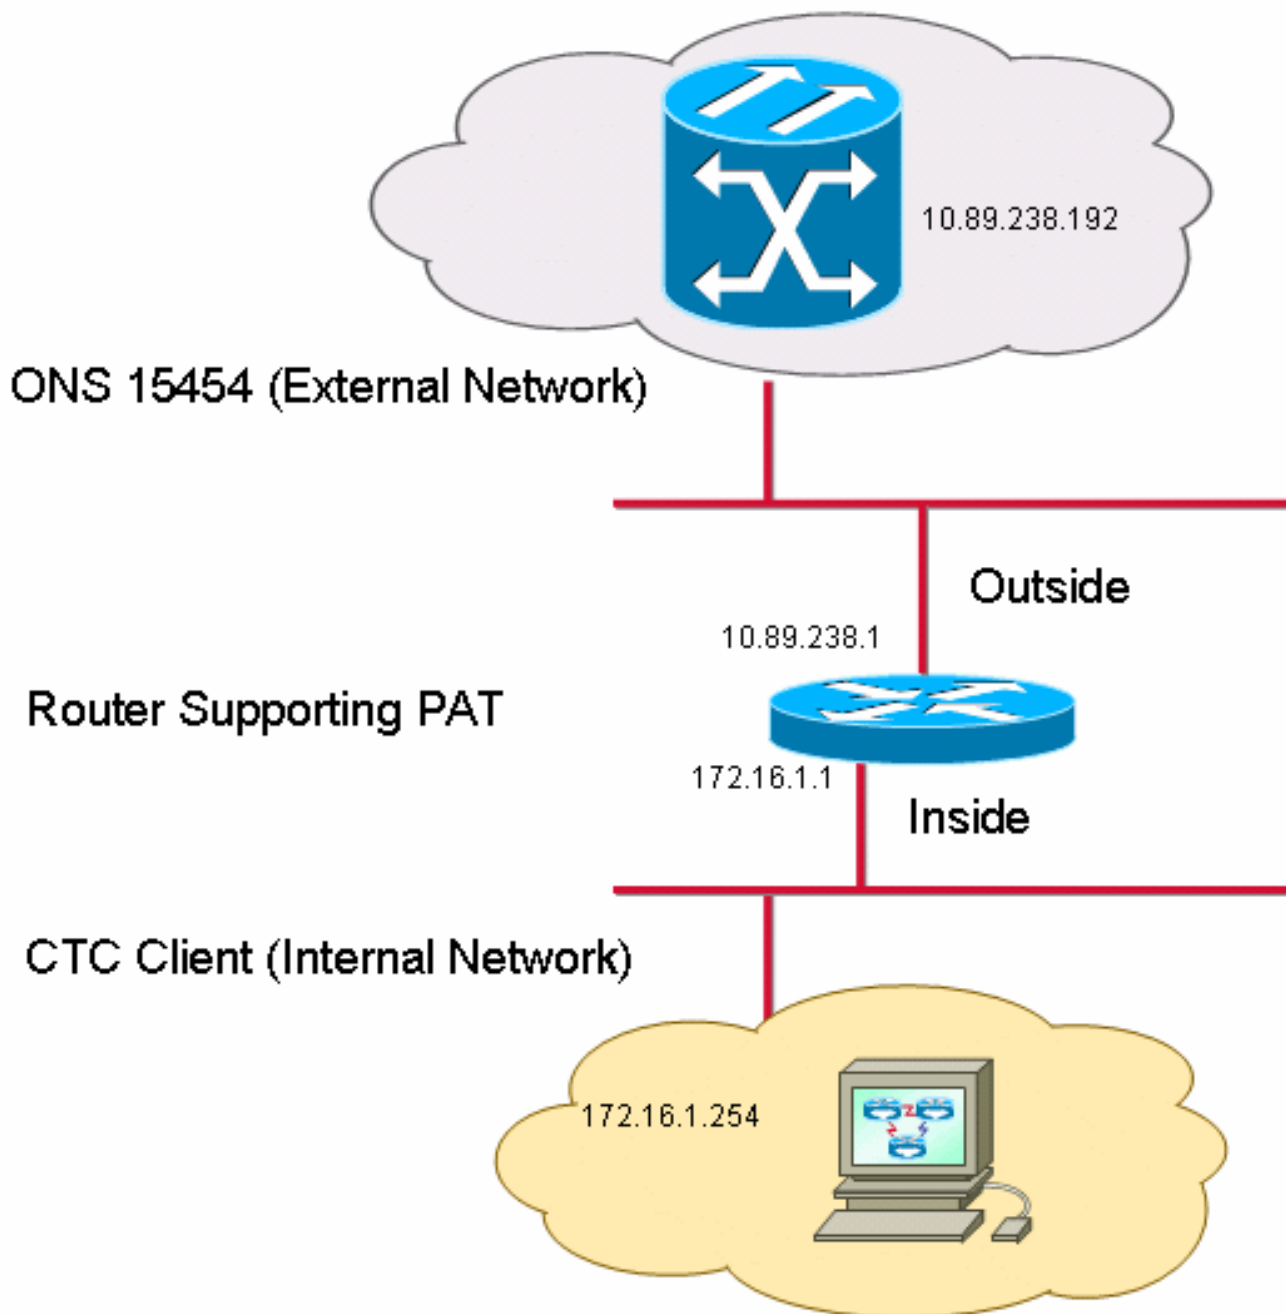 10.89.238.192
ONS 15454 (External Network)
Outside
10.89.238.1
Router Supporting PAT
172.16.1.1
Inside
CTC Client (Internal Network)
172.16.1.254